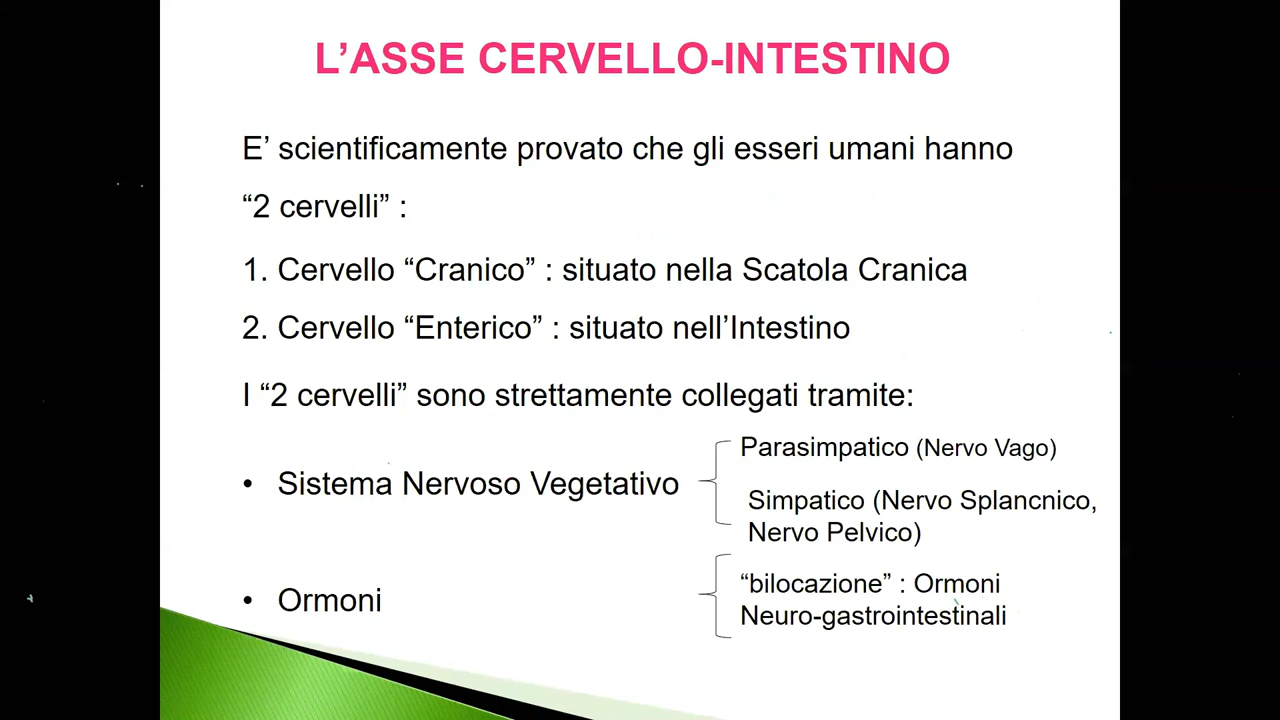 L’ASSE CERVELLO-INTESTINO
E’ scientificamente provato che gli esseri umani hanno
“2 cervelli” :
1. Cervello “Cranico” : situato nella Scatola Cranica
2. Cervello “Enterico” : situato nell’Intestino
I “2 cervelli” sono strettamente collegati tramite:
• Sistema Nervoso Vegetativo
Parasimpatico (Nervo Vago)
Simpatico (Nervo Splancnico,
Nervo Pelvico)
• Ormoni
“bilocazione” : Ormoni
Neuro-gastrointestinali